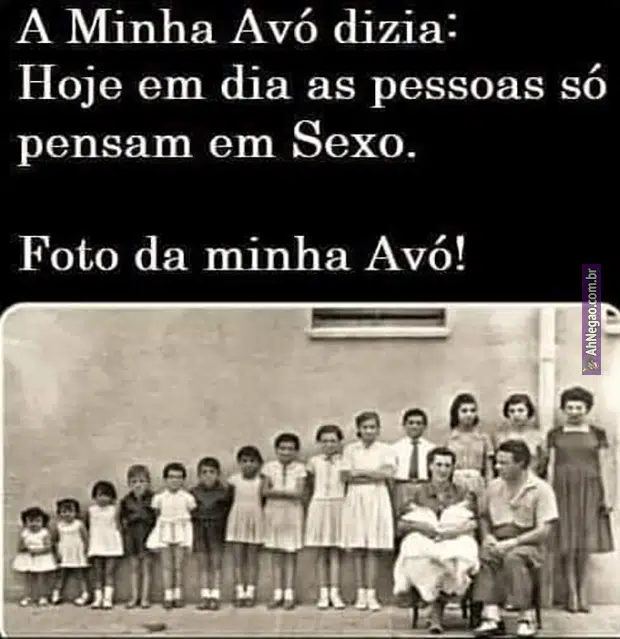 A Minha Avó dizia:
Hoje em dia as pessoas só
pensam em Sexo.
Foto da minha Avó!
AhNegao.com.br